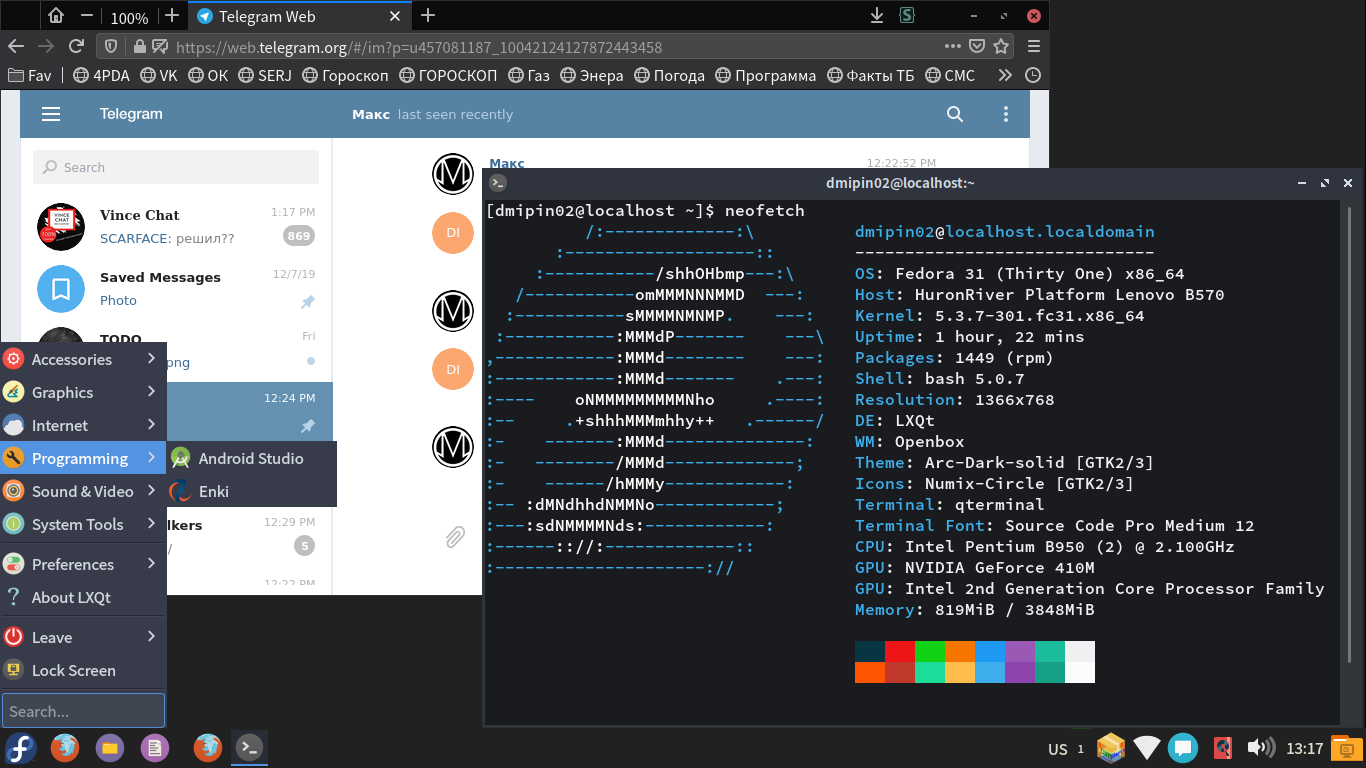 100%
Telegram Web
https://web.telegram.org/#/im?p=u457081187_10042124127872443458
Fav
4PDA
VK
OK
SERJ
Гороскоп
ГОРОСКОП
Газ
Энера
Погода
Программа
Факты ТБ
СМС
Telegram
Макс last seen recently
Search
Vince Chat 1:17 PM
SCARFACE: решил?? 869
Saved Messages 12/7/19
Photo
TODO Fri
png
12:24 PM
lkers 12:29 PM
/ 5
12:22 PM
Макс 12:22:52 PM
DI
DI
Accessories
Graphics
Internet
Programming
Sound & Video
System Tools
Preferences
About LXQt
Leave
Lock Screen
Search...
Android Studio
Enki
dmipin02@localhost:~
[dmipin02@localhost ~]$ neofetch
/:-------------:\
:-------------------::
:-----------/shhOHbmp---:\
/-----------omMMMNNNMMD  ---:
:-----------sMMMMNMNMP.    ---:
:-----------:MMMdP-------    ---\
,------------:MMMd--------    ---:
:------------:MMMd-------    .---:
:----    oNMMMMMMMMMNho     .----:
:--     .+shhhMMMmhhy++   .------/
:-    -------:MMMd--------------:
:-   --------/MMMd-------------;
:-    ------/hMMMy------------:
:-- :dMNdhhdNMMNo------------;
:---:sdNMMMMNds:------------:
:------:://:-------------::
:---------------------://
dmipin02@localhost.localdomain
------------------------------
OS: Fedora 31 (Thirty One) x86_64
Host: HuronRiver Platform Lenovo B570
Kernel: 5.3.7-301.fc31.x86_64
Uptime: 1 hour, 22 mins
Packages: 1449 (rpm)
Shell: bash 5.0.7
Resolution: 1366x768
DE: LXQt
WM: Openbox
Theme: Arc-Dark-solid [GTK2/3]
Icons: Numix-Circle [GTK2/3]
Terminal: qterminal
Terminal Font: Source Code Pro Medium 12
CPU: Intel Pentium B950 (2) @ 2.100GHz
GPU: NVIDIA GeForce 410M
GPU: Intel 2nd Generation Core Processor Family
Memory: 819MiB / 3848MiB
US 1
13:17